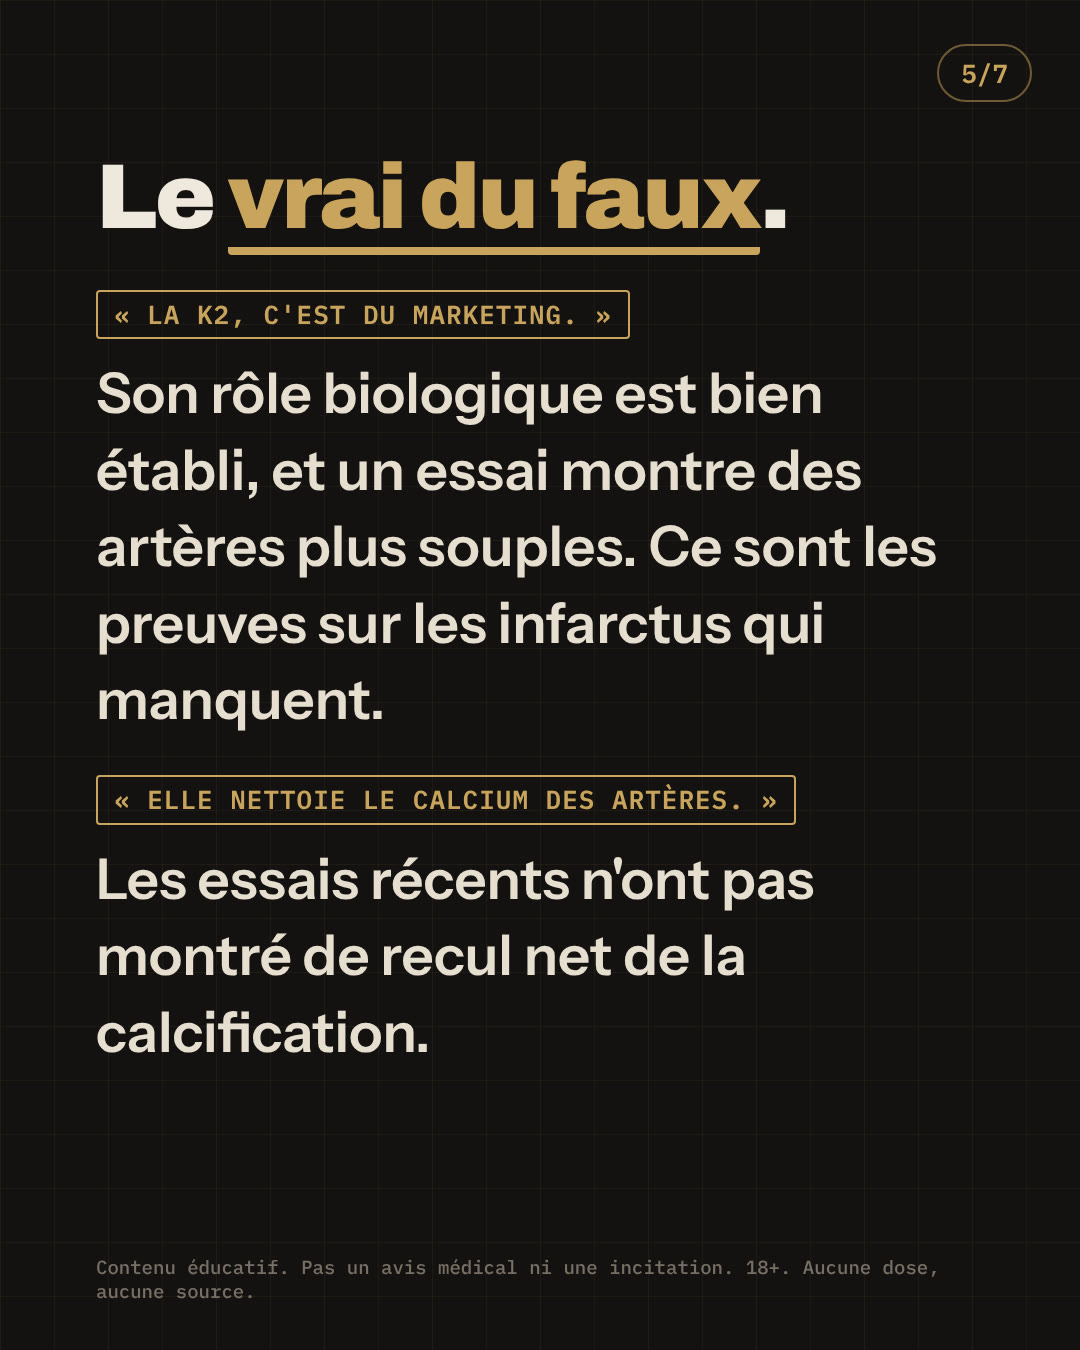 5/7
Le vrai du faux.
« LA K2, C'EST DU MARKETING. »
Son rôle biologique est bien
établi, et un essai montre des
artères plus souples. Ce sont les
preuves sur les infarctus qui
manquent.
« ELLE NETTOIE LE CALCIUM DES ARTÈRES. »
Les essais récents n'ont pas
montré de recul net de la
calcification.
Contenu éducatif. Pas un avis médical ni une incitation. 18+. Aucune dose,
aucune source.